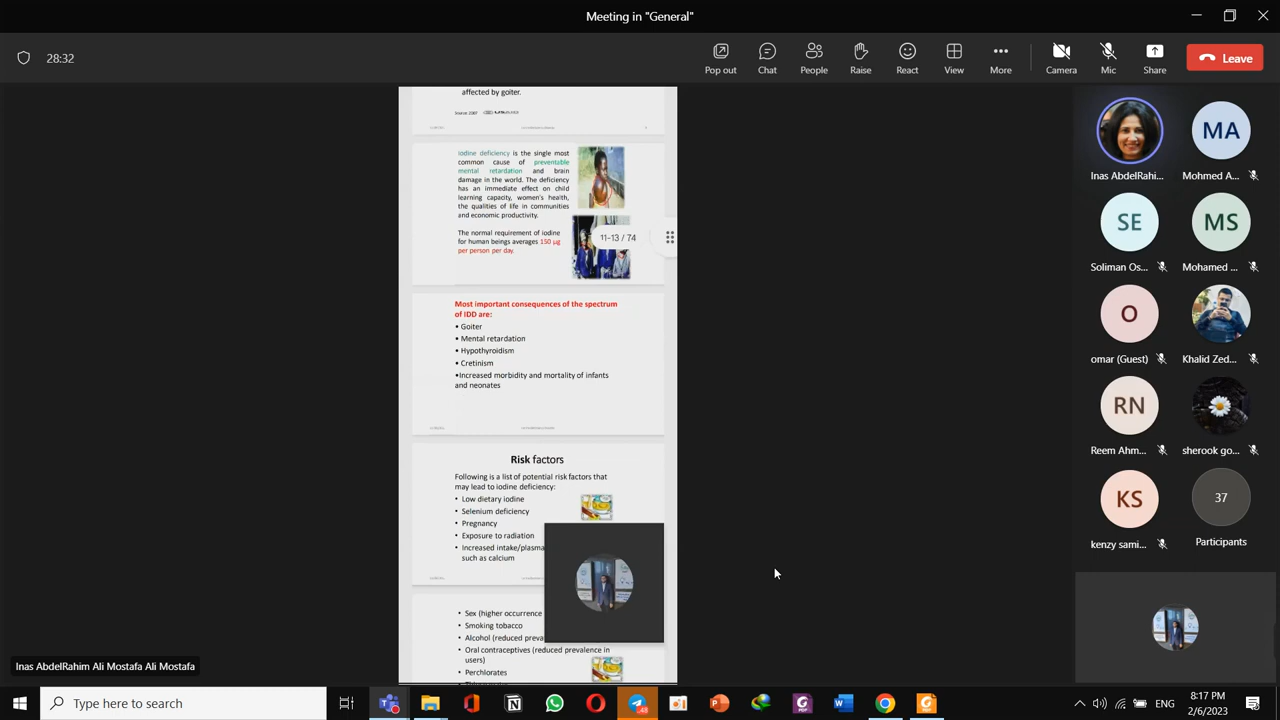 Meeting in "General"
28:32
Pop out
Chat
People
Raise
React
View
More
Camera
Mic
Share
Leave
affected by goiter.
Iodine deficiency is the single most
common cause of preventable
mental retardation and brain
damage in the world. The deficiency
has an immediate effect on child
learning capacity, women's health,
the qualities of life in communities
and economic productivity.
The normal requirement of iodine
for human beings averages 150 µg
per person per day.
11-13 / 74
Most important consequences of the spectrum
of IDD are:
▪ Goiter
▪ Mental retardation
▪ Hypothyroidism
▪ Cretinism
▪Increased morbidity and mortality of infants
and neonates
Risk factors
Following is a list of potential risk factors that
may lead to iodine deficiency:
• Low dietary iodine
• Selenium deficiency
• Pregnancy
• Exposure to radiation
• Increased intake/plasma
such as calcium
• Sex (higher occurrence
• Smoking tobacco
• Alcohol (reduced preva
• Oral contraceptives (reduced prevalence in
users)
• Perchlorates
Inas AbdelRahi...
MA
Mohmed A...
SE
Soliman Os...
MS
Mohamed ...
O
omar (Guest)
Khalid Zed...
RN
Reem Ahm...
sherook go...
KS
kenzy sami...
37
Participants
Inas AbdelRahim Ali Mostafa Ali Mostafa
Type here to search
ENG
8:17 PM
2/6/2023